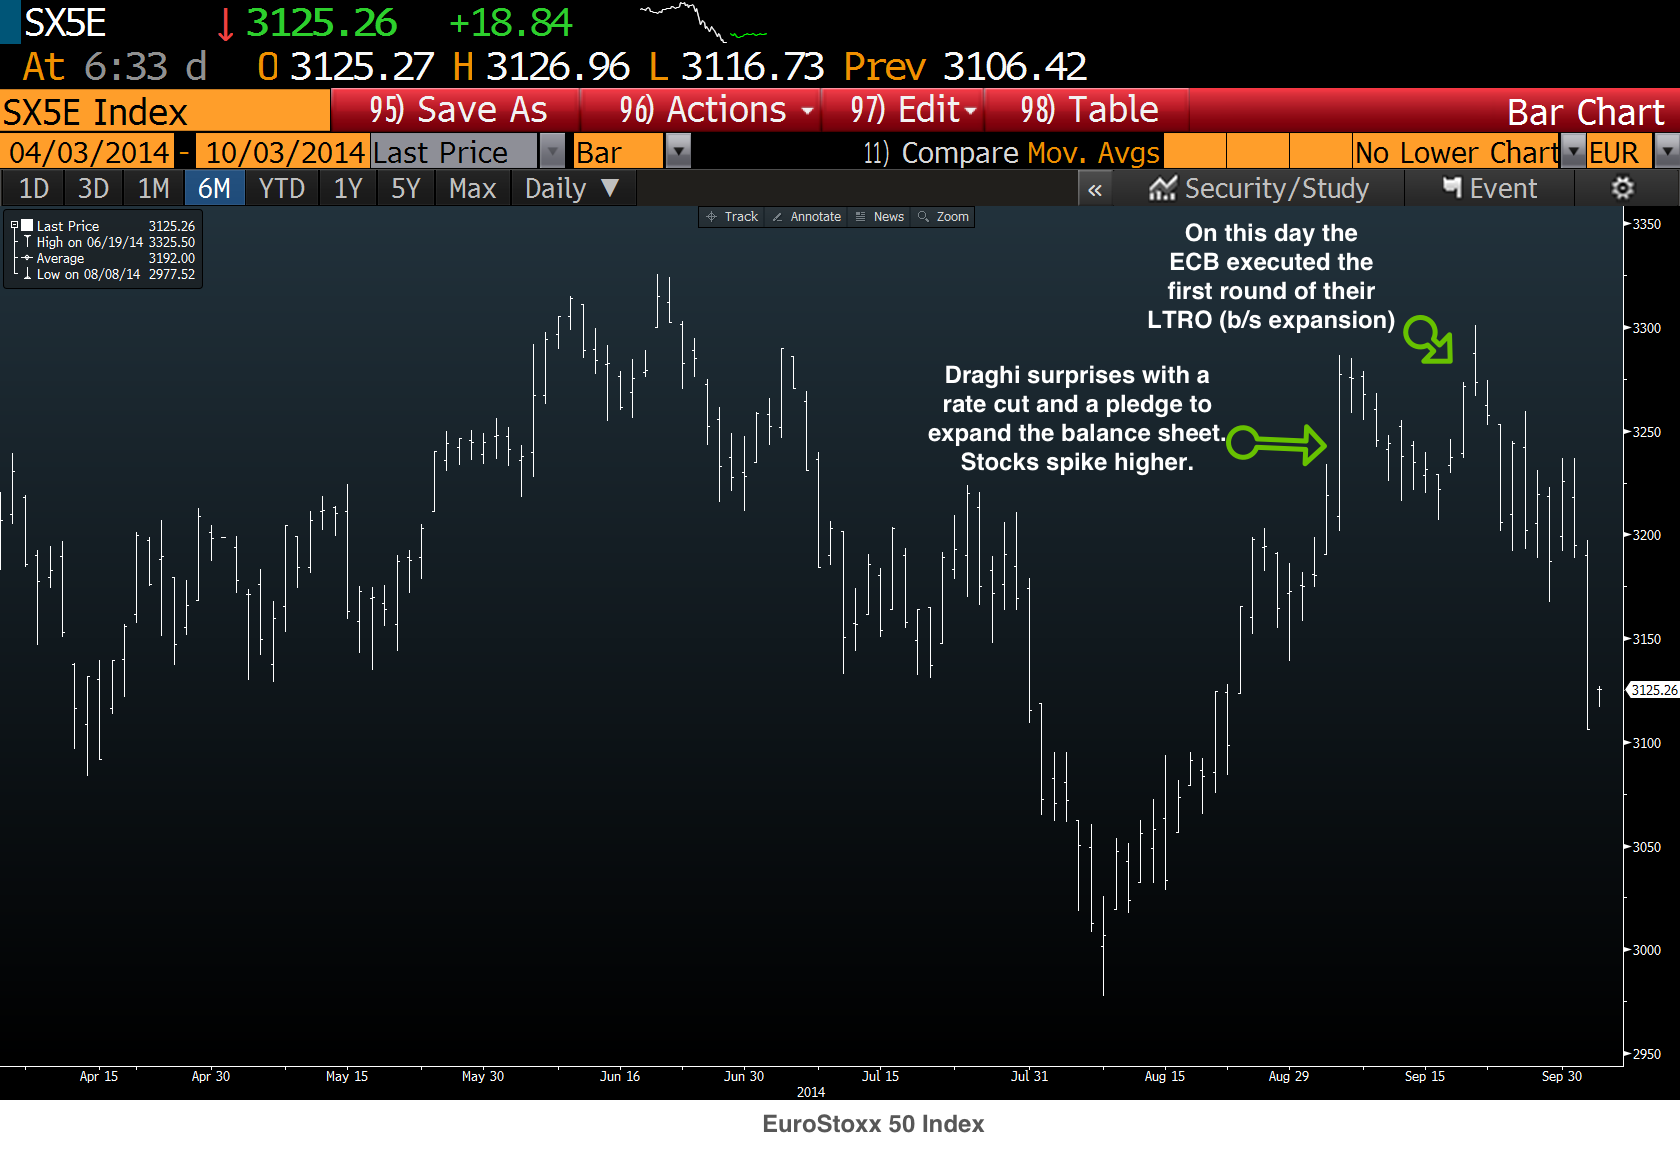 SX5E ↓ 3125.26 +18.84
At 6:33 d O 3125.27 H 3126.96 L 3116.73 Prev 3106.42
SX5E Index 95) Save As 96) Actions 97) Edit 98) Table Bar Chart
04/03/2014 - 10/03/2014 Last Price Bar 11) Compare Mov. Avgs No Lower Chart EUR
1D 3D 1M 6M YTD 1Y 5Y Max Daily ▼ « Security/Study Event
Track Annotate News Zoom
Last Price 3125.26
High on 06/19/14 3325.50
Average 3192.00
Low on 08/08/14 2977.52
On this day the
ECB executed the
first round of their
LTRO (b/s expansion)
Draghi surprises with a
rate cut and a pledge to
expand the balance sheet.
Stocks spike higher.
3350
3300
3250
3200
3150
3125.26
3100
3050
3000
2950
Apr 15 Apr 30 May 15 May 30 Jun 16 Jun 30 Jul 15 Jul 31 Aug 15 Aug 29 Sep 15 Sep 30
2014
EuroStoxx 50 Index